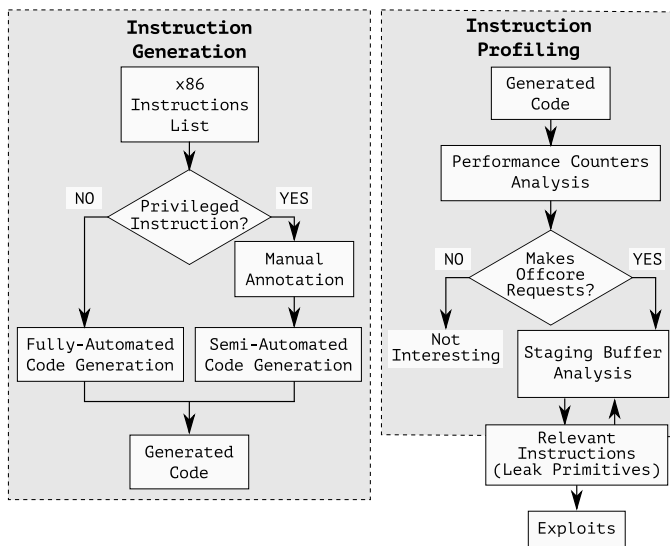 Instruction
Generation
x86
Instructions
List
Privileged
Instruction?
NO
YES
Manual
Annotation
Fully-Automated
Code Generation
Semi-Automated
Code Generation
Generated
Code
Instruction
Profiling
Generated
Code
Performance Counters
Analysis
Makes
Offcore
Requests?
NO
YES
Not
Interesting
Staging Buffer
Analysis
Relevant
Instructions
(Leak Primitives)
Exploits